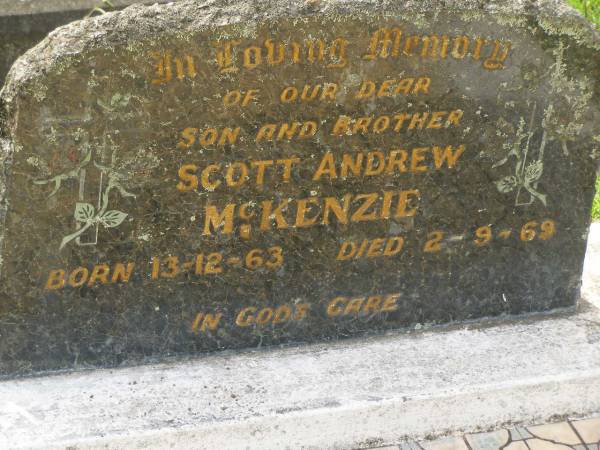 In Loving Memory
OF OUR DEAR
SON AND BROTHER
SCOTT ANDREW
McKENZIE
BORN 13-12-63 DIED 2-9-69
IN GODS CARE